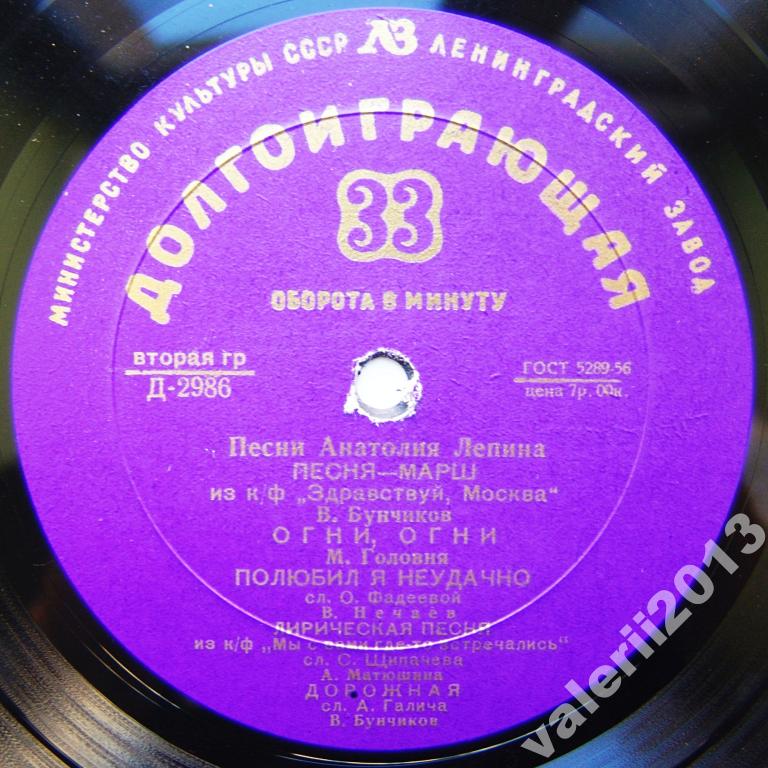 МИНИСТЕРСТВО КУЛЬТУРЫ СССР ЛЗ ЛЕНИНГРАДСКИЙ ЗАВОД
ДОЛГОИГРАЮЩАЯ
33
ОБОРОТА В МИНУТУ
вторая гр
Д-2986
ГОСТ 5289-56
цена 7р. 00к.
Песни Анатолия Лепина
ПЕСНЯ—МАРШ
из к/ф „Здравствуй, Москва"
В. Бунчиков
ОГНИ, ОГНИ
М. Головня
ПОЛЮБИЛ Я НЕУДАЧНО
сл. О. Фадеевой
В. Нечаев
ЛИРИЧЕСКАЯ ПЕСНЯ
из к/ф „Мы с вами где-то встречались"
сл. С. Щипачева
А. Матюшина
ДОРОЖНАЯ
сл. А. Галича
В. Бунчиков
valerii2013